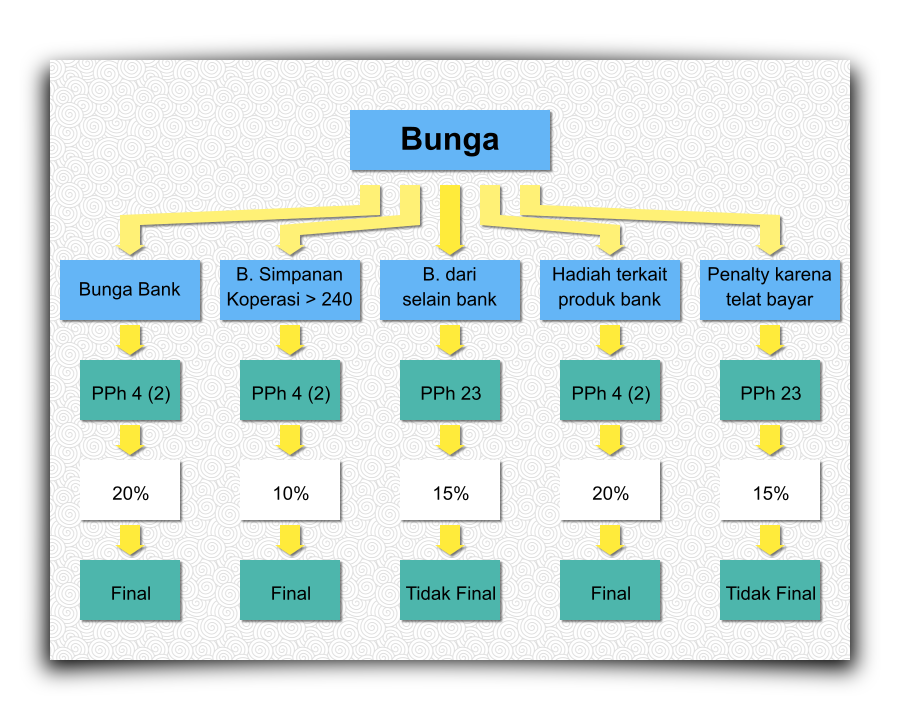 Bunga
Bunga Bank
B. Simpanan
Koperasi > 240
B. dari
selain bank
Hadiah terkait
produk bank
Penalty karena
telat bayar
PPh 4 (2)
PPh 4 (2)
PPh 23
PPh 4 (2)
PPh 23
20%
10%
15%
20%
15%
Final
Final
Tidak Final
Final
Tidak Final